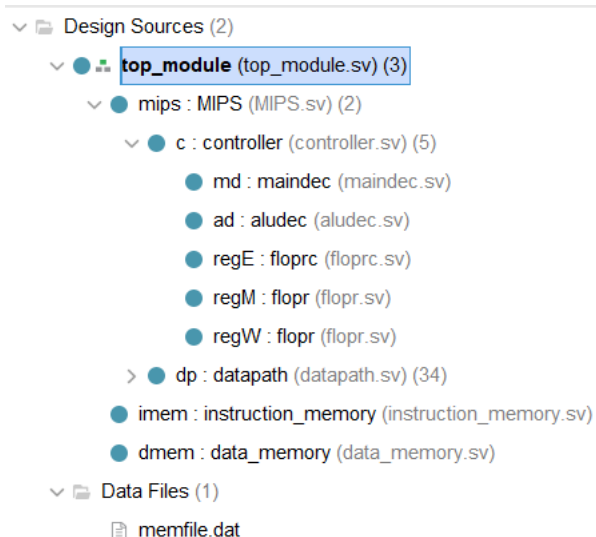 Design Sources (2)
top_module (top_module.sv) (3)
mips : MIPS (MIPS.sv) (2)
c : controller (controller.sv) (5)
md : maindec (maindec.sv)
ad : aludec (aludec.sv)
regE : floprc (floprc.sv)
regM : flopr (flopr.sv)
regW : flopr (flopr.sv)
dp : datapath (datapath.sv) (34)
imem : instruction_memory (instruction_memory.sv)
dmem : data_memory (data_memory.sv)
Data Files (1)
memfile.dat